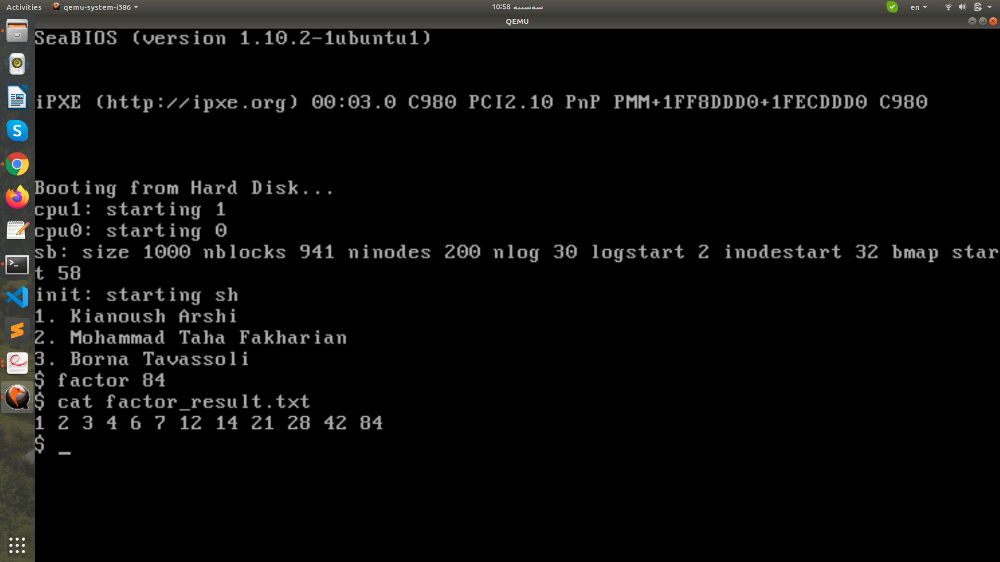 Activities qemu-system-i386 سه‌شنبه 10:58 en
QEMU
SeaBIOS (version 1.10.2-1ubuntu1)
iPXE (http://ipxe.org) 00:03.0 C980 PCI2.10 PnP PMM+1FF8DDD0+1FECDDD0 C980
Booting from Hard Disk...
cpu1: starting 1
cpu0: starting 0
sb: size 1000 nblocks 941 ninodes 200 nlog 30 logstart 2 inodestart 32 bmap star
t 58
init: starting sh
1. Kianoush Arshi
2. Mohammad Taha Fakharian
3. Borna Tavassoli
$ factor 84
$ cat factor_result.txt
1 2 3 4 6 7 12 14 21 28 42 84
$ _